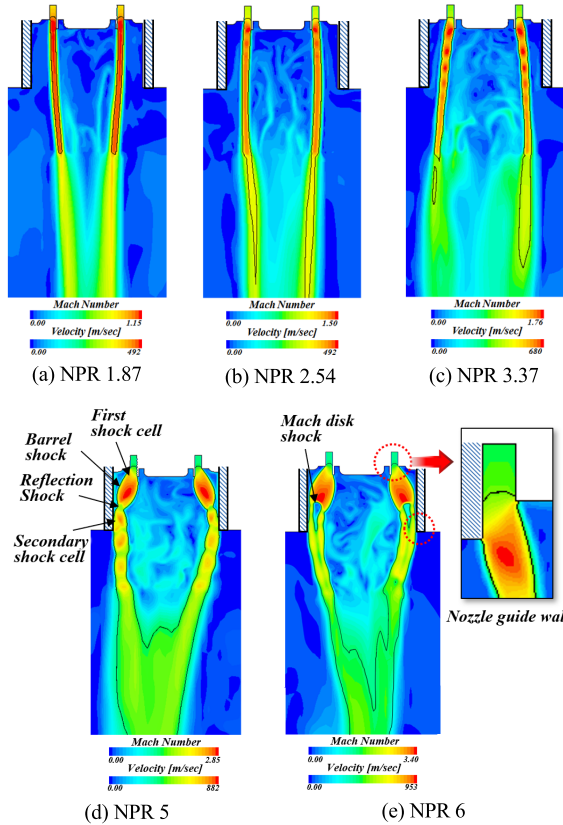 Mach Number
0.00 1.15
Velocity [m/sec]
0.00 492
(a) NPR 1.87
Mach Number
0.00 1.50
Velocity [m/sec]
0.00 492
(b) NPR 2.54
Mach Number
0.00 1.76
Velocity [m/sec]
0.00 680
(c) NPR 3.37
First
shock cell
Barrel
shock
Reflection
Shock
Secondary
shock cell
Mach Number
0.00 2.85
Velocity [m/sec]
0.00 882
(d) NPR 5
Mach disk
shock
Nozzle guide wal
Mach Number
0.00 3.40
Velocity [m/sec]
0.00 953
(e) NPR 6